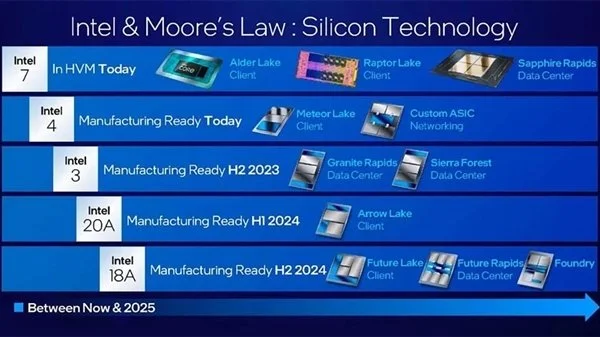 Intel & Moore's Law : Silicon Technology
Intel
7
In HVM Today
CORE
Alder Lake
Client
Raptor Lake
Client
Sapphire Rapids
Data Center
Intel
4
Manufacturing Ready Today
Meteor Lake
Client
Custom ASIC
Networking
Intel
3
Manufacturing Ready H2 2023
Granite Rapids
Data Center
Sierra Forest
Data Center
Intel
20A
Manufacturing Ready H1 2024
Arrow Lake
Client
Intel
18A
Manufacturing Ready H2 2024
Future Lake
Client
Future Rapids
Data Center
Foundry
Between Now & 2025